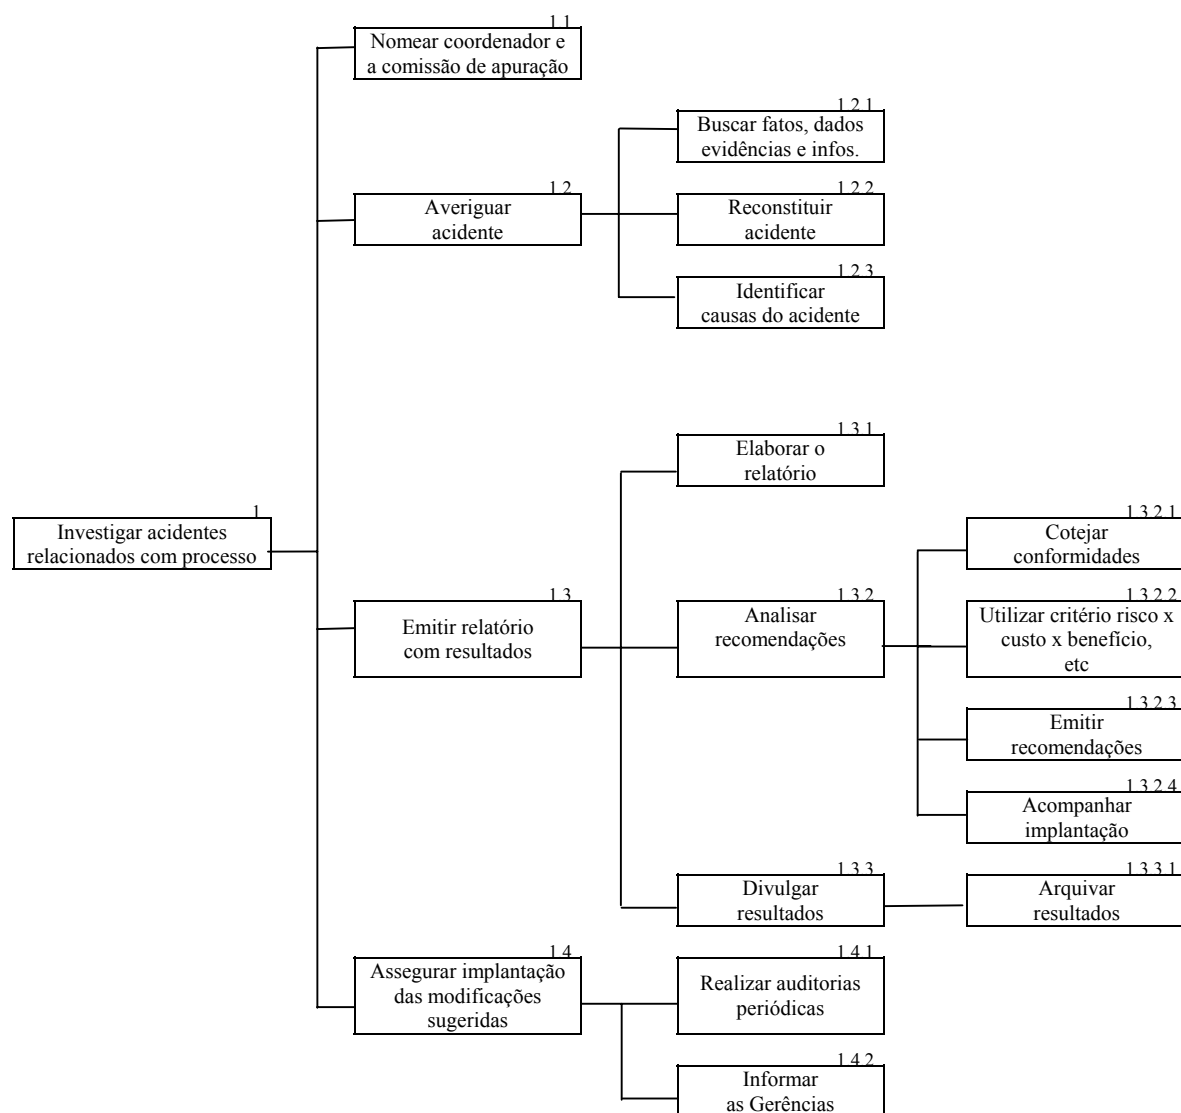 1.1
Nomear coordenador e
a comissão de apuração
1.2.1
Buscar fatos, dados
evidências e infos.
1.2
Averiguar
acidente
1.2.2
Reconstituir
acidente
1.2.3
Identificar
causas do acidente
1.3.1
Elaborar o
relatório
1
Investigar acidentes
relacionados com processo
1.3.2.1
Cotejar
conformidades
1.3
Emitir relatório
com resultados
1.3.2
Analisar
recomendações
1.3.2.2
Utilizar critério risco x
custo x benefício,
etc
1.3.2.3
Emitir
recomendações
1.3.2.4
Acompanhar
implantação
1.3.3
Divulgar
resultados
1.3.3.1
Arquivar
resultados
1.4
Assegurar implantação
das modificações
sugeridas
1.4.1
Realizar auditorias
periódicas
1.4.2
Informar
as Gerências